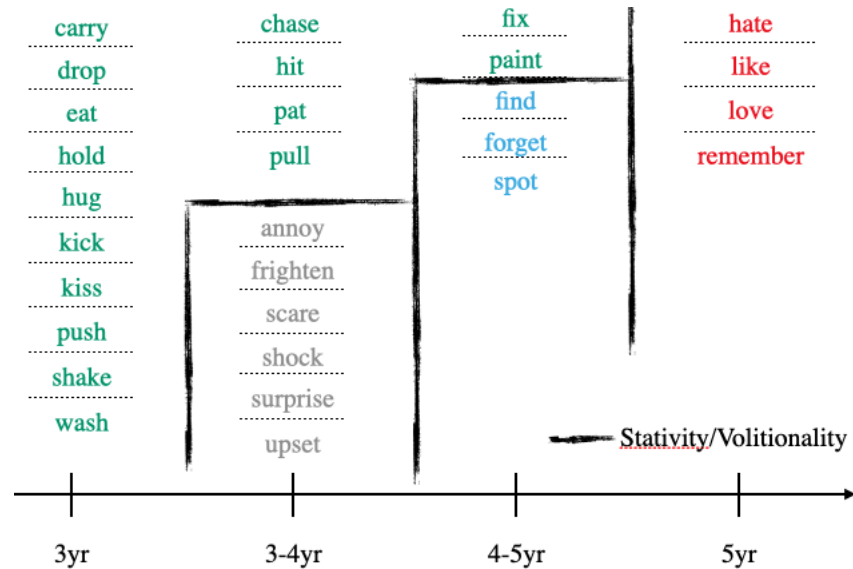 carry
drop
eat
hold
hug
kick
kiss
push
shake
wash
chase
hit
pat
pull
annoy
frighten
scare
shock
surprise
upset
fix
paint
find
forget
spot
hate
like
love
remember
Stativity/Volitionality
3yr
3-4yr
4-5yr
5yr